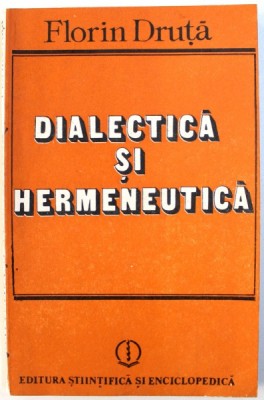 Florin Druță
DIALECTICĂ
ȘI
HERMENEUTICĂ
EDITURA ȘTIINȚIFICĂ ȘI ENCICLOPEDICĂ